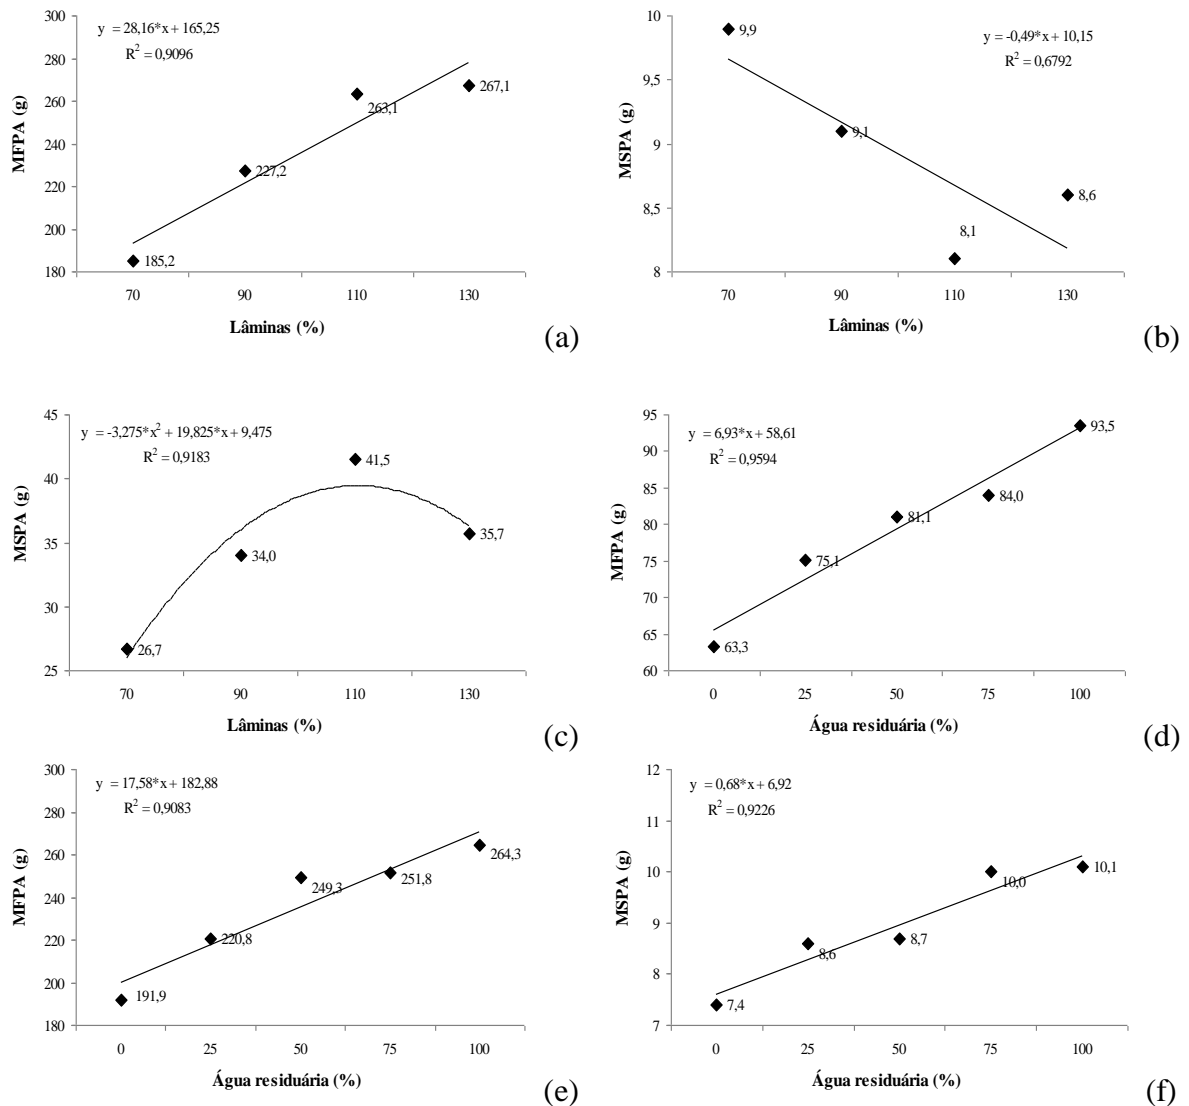 y = 28,16*x + 165,25
R² = 0,9096
MFPA (g)
300
280
260
240
220
200
180
185,2
227,2
263,1
267,1
70 90 110 130
Lâminas (%)
(a)
y = -0,49*x + 10,15
R² = 0,6792
MSPA (g)
10
9,5
9
8,5
8
9,9
9,1
8,1
8,6
70 90 110 130
Lâminas (%)
(b)
y = -3,275*x² + 19,825*x + 9,475
R² = 0,9183
MSPA (g)
45
40
35
30
25
26,7
34,0
41,5
35,7
70 90 110 130
Lâminas (%)
(c)
y = 6,93*x + 58,61
R² = 0,9594
MFPA (g)
95
90
85
80
75
70
65
60
63,3
75,1
81,1
84,0
93,5
0 25 50 75 100
Água residuária (%)
(d)
y = 17,58*x + 182,88
R² = 0,9083
MFPA (g)
300
280
260
240
220
200
180
191,9
220,8
249,3
251,8
264,3
0 25 50 75 100
Água residuária (%)
(e)
y = 0,68*x + 6,92
R² = 0,9226
MSPA (g)
12
11
10
9
8
7
7,4
8,6
8,7
10,0
10,1
0 25 50 75 100
Água residuária (%)
(f)